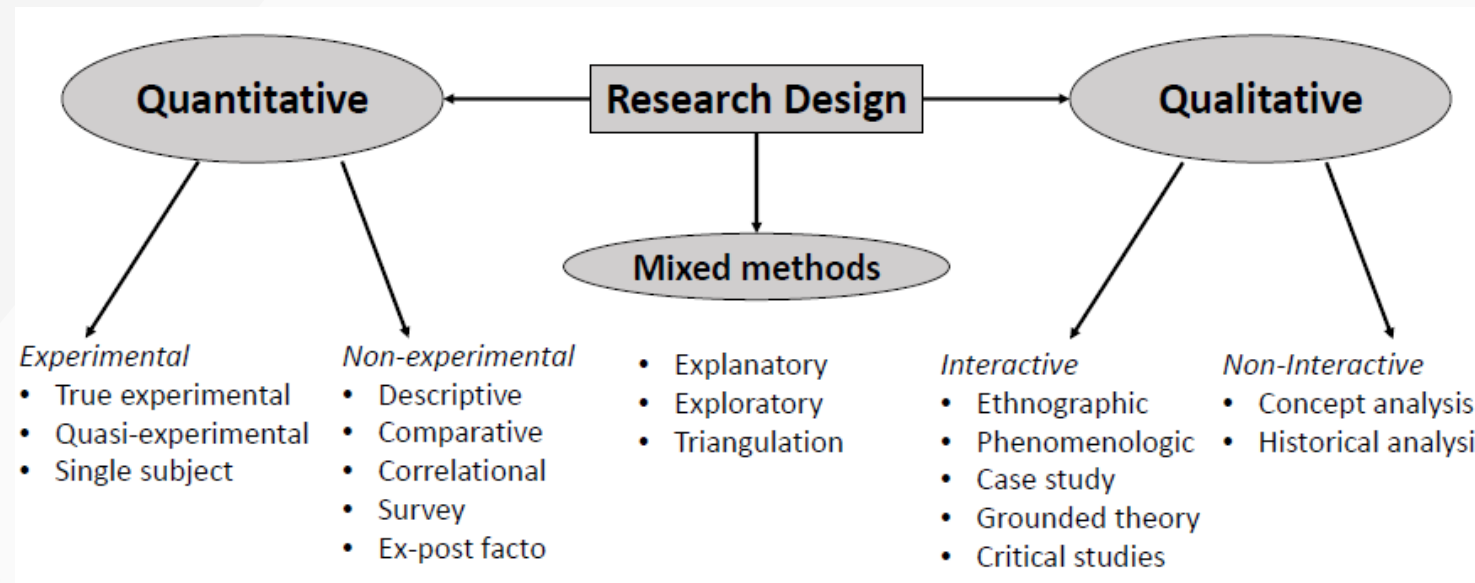 Quantitative
Research Design
Qualitative
Mixed methods
Experimental
• True experimental
• Quasi-experimental
• Single subject
Non-experimental
• Descriptive
• Comparative
• Correlational
• Survey
• Ex-post facto
• Explanatory
• Exploratory
• Triangulation
Interactive
• Ethnographic
• Phenomenologic
• Case study
• Grounded theory
• Critical studies
Non-Interactive
• Concept analysis
• Historical analysi